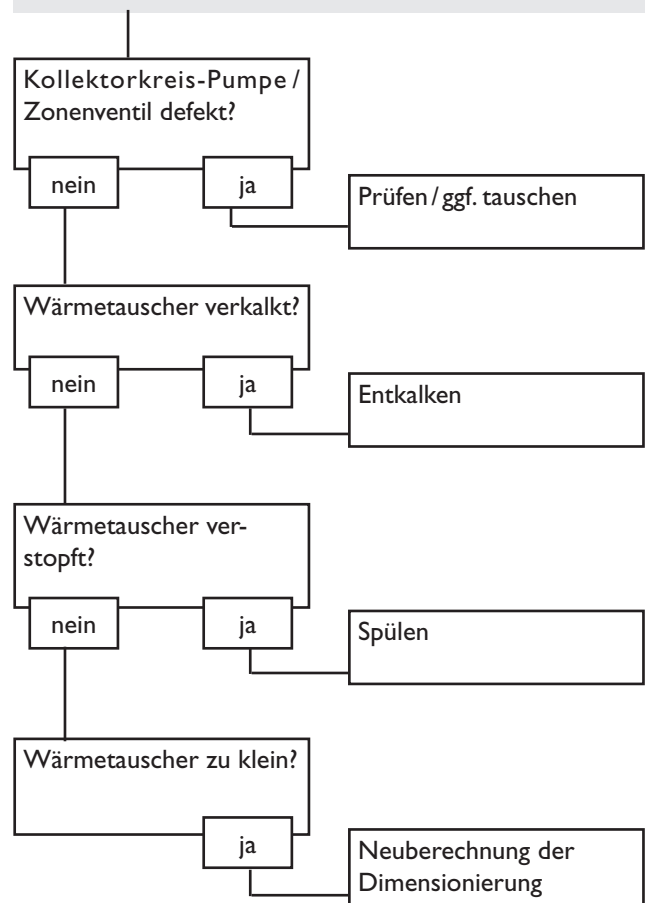 Kollektorkreis-Pumpe / 
Zonenventil defekt?
nein
ja
Prüfen / ggf. tauschen
Wärmetauscher verkalkt?
nein
ja
Entkalken
Wärmetauscher ver-
stopft?
nein
ja
Spülen
Wärmetauscher zu klein?
ja
Neuberechnung der
Dimensionierung